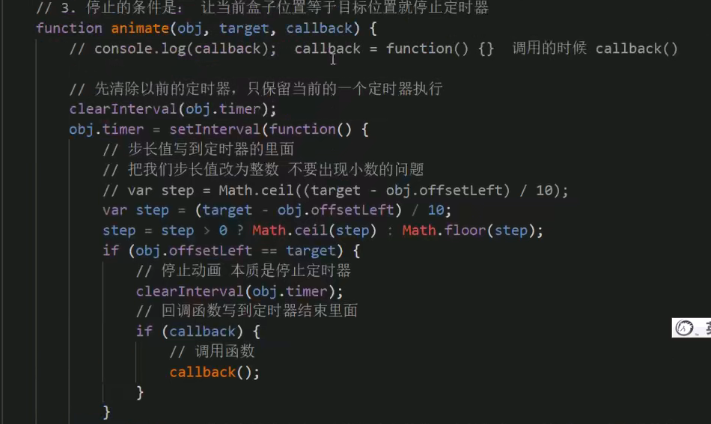 // 3. 停止的条件是： 让当前盒子位置等于目标位置就停止定时器
function animate(obj, target, callback) {
// console.log(callback);  callback = function() {}  调用的时候 callback()
// 先清除以前的定时器，只保留当前的一个定时器执行
clearInterval(obj.timer);
obj.timer = setInterval(function() {
// 步长值写到定时器的里面
// 把我们步长值改为整数 不要出现小数的问题
// var step = Math.ceil((target - obj.offsetLeft) / 10);
var step = (target - obj.offsetLeft) / 10;
step = step > 0 ? Math.ceil(step) : Math.floor(step);
if (obj.offsetLeft == target) {
// 停止动画 本质是停止定时器
clearInterval(obj.timer);
// 回调函数写到定时器结束里面
if (callback) {
// 调用函数
callback();
}
}